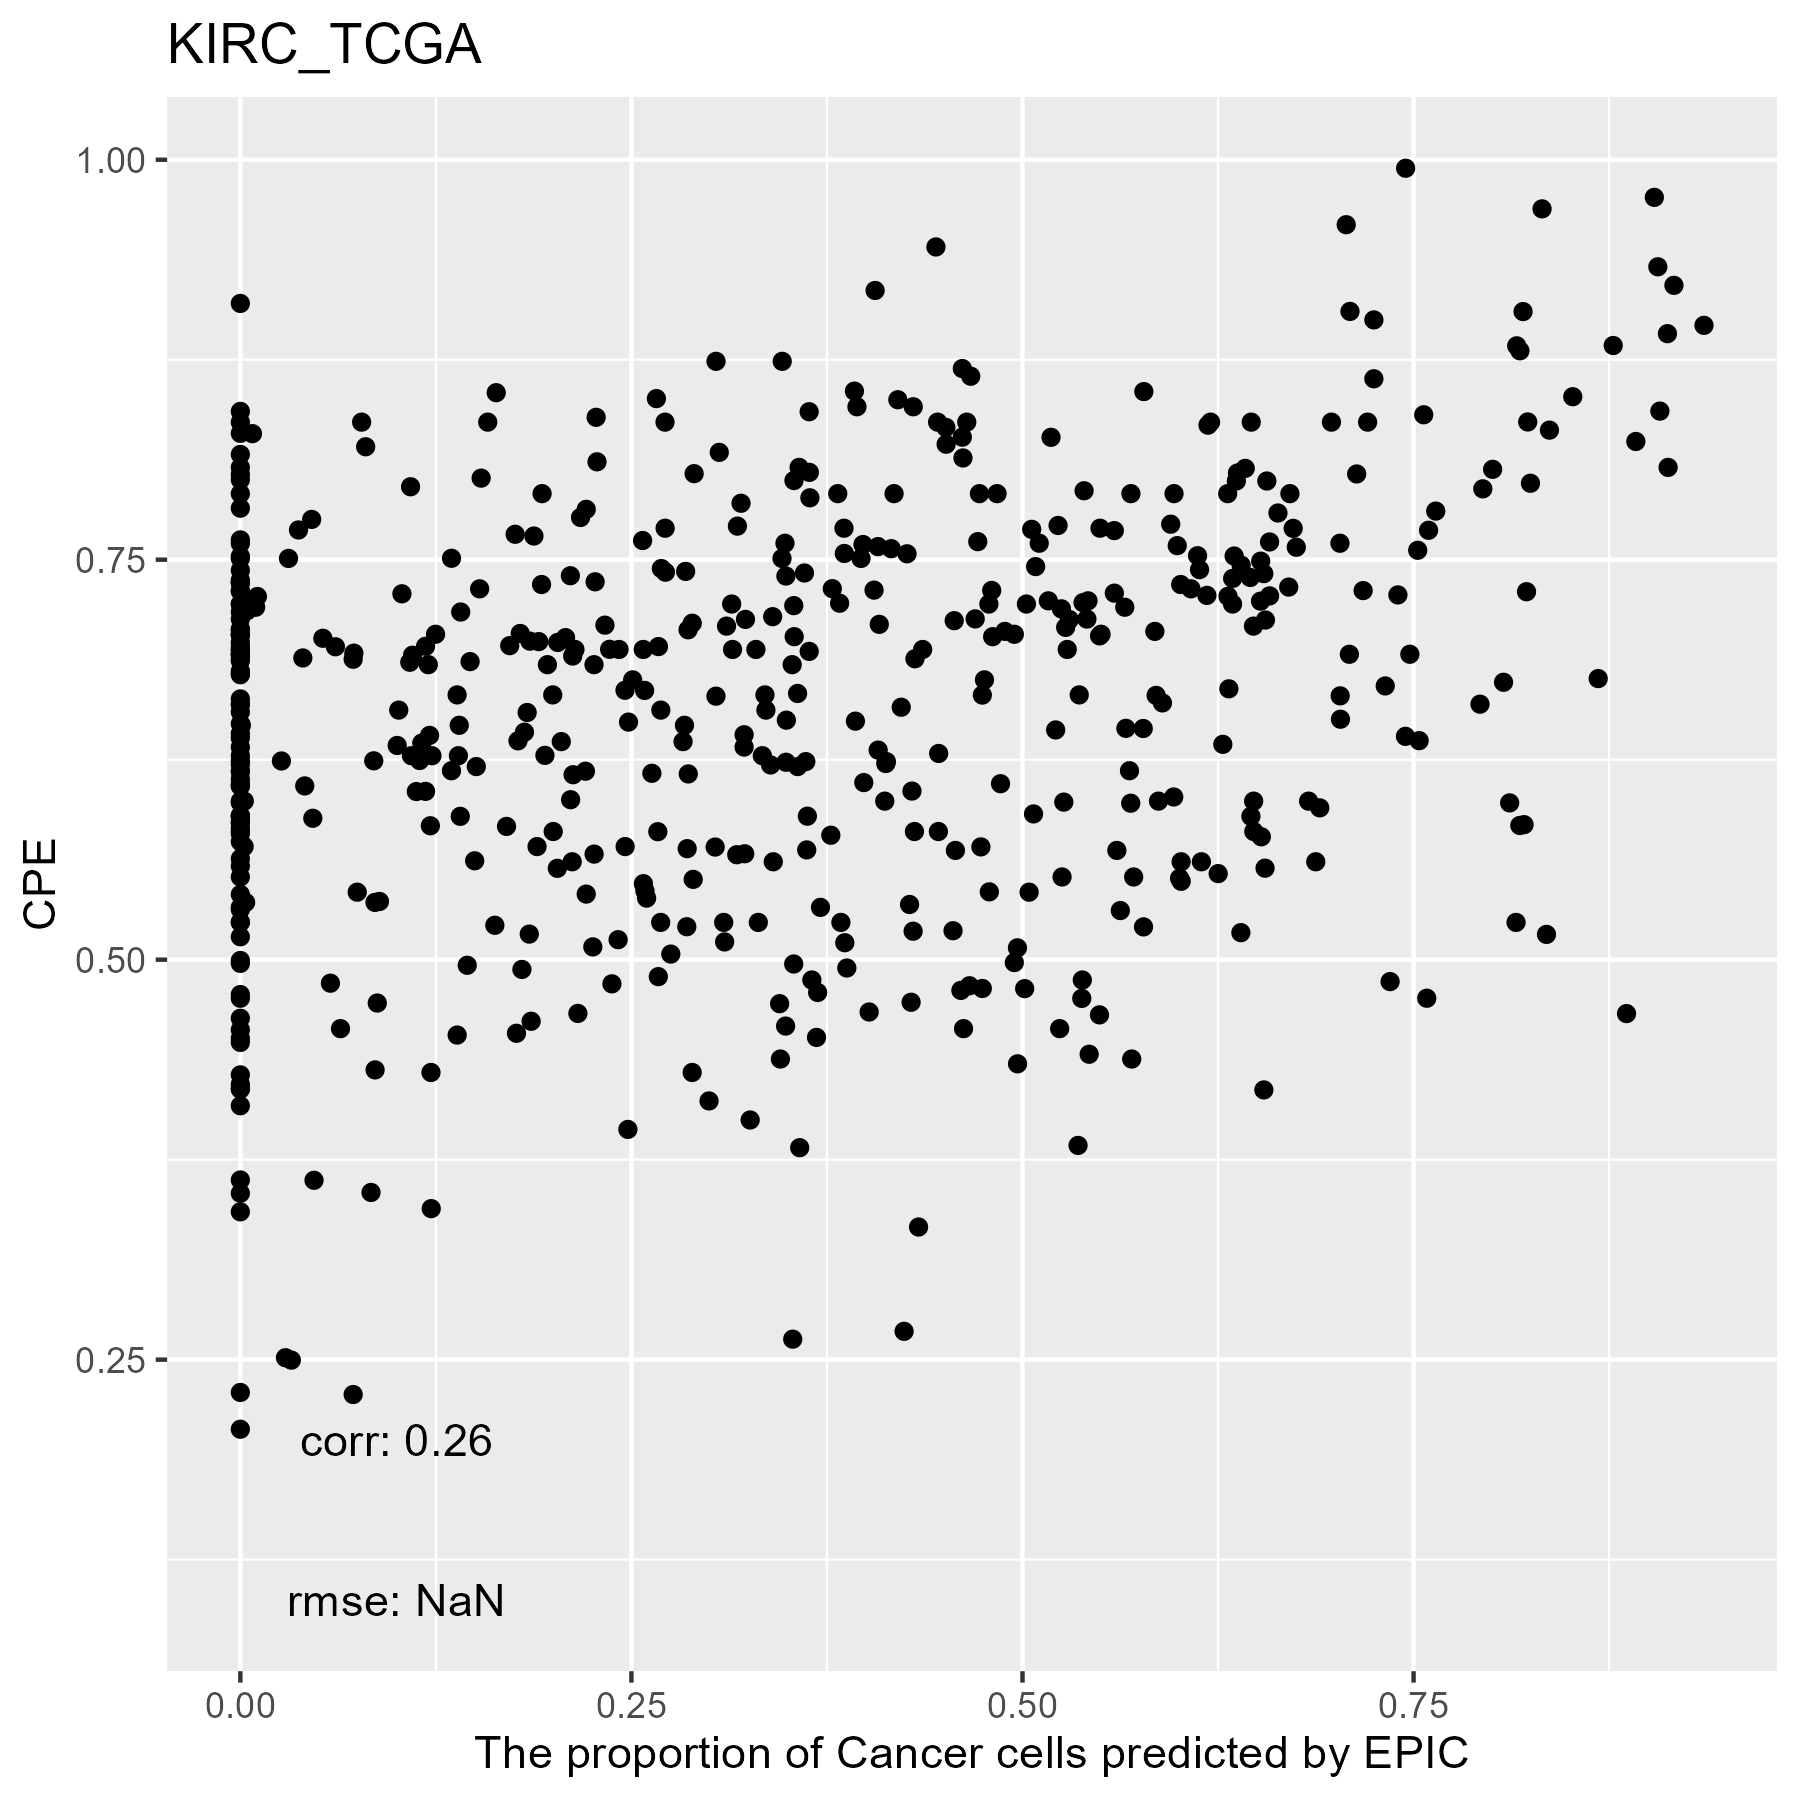 KIRC_TCGA
1.00
0.75
0.50
0.25
CPE
corr: 0.26
rmse: NaN
0.00 0.25 0.50 0.75
The proportion of Cancer cells predicted by EPIC